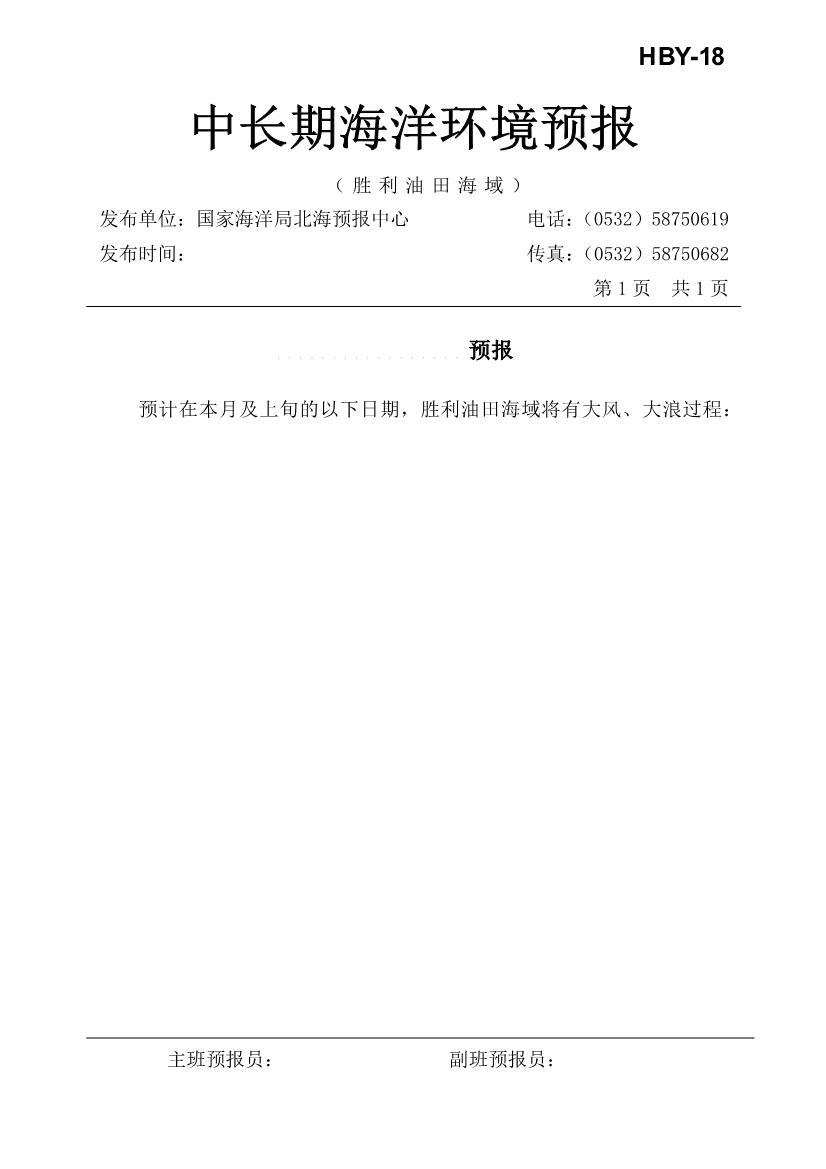 HBY-18
中长期海洋环境预报
（胜利油田海域）
发布单位：国家海洋局北海预报中心 电话：（0532）58750619
发布时间： 传真：（0532）58750682
第 1 页 共 1 页
................. 预报
预计在本月及上旬的以下日期，胜利油田海域将有大风、大浪过程：
主班预报员： 副班预报员：